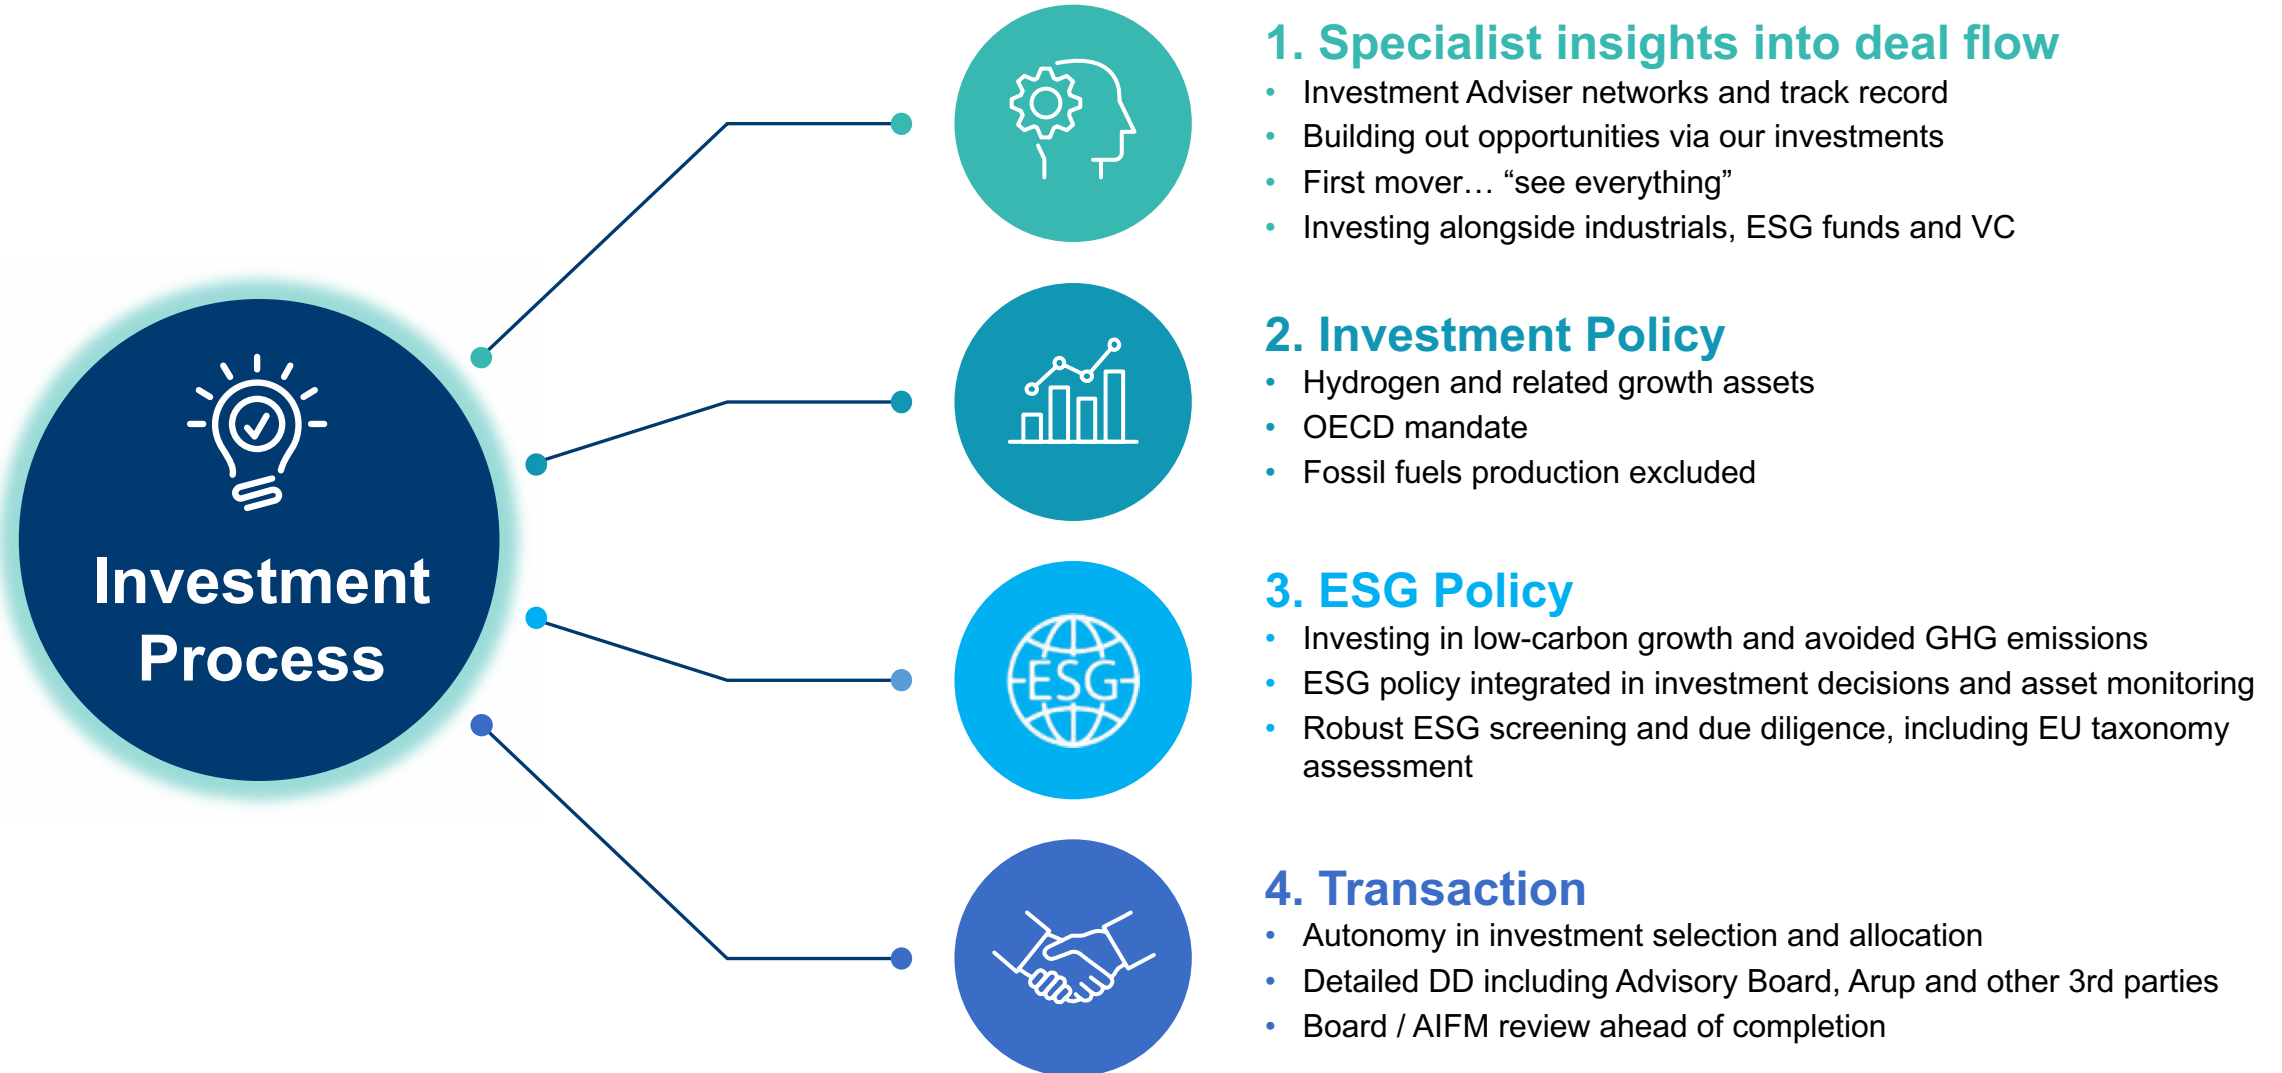 Investment
Process
1. Specialist insights into deal flow
• Investment Adviser networks and track record
• Building out opportunities via our investments
• First mover… “see everything”
• Investing alongside industrials, ESG funds and VC
2. Investment Policy
• Hydrogen and related growth assets
• OECD mandate
• Fossil fuels production excluded
ESG
3. ESG Policy
• Investing in low-carbon growth and avoided GHG emissions
• ESG policy integrated in investment decisions and asset monitoring
• Robust ESG screening and due diligence, including EU taxonomy
assessment
4. Transaction
• Autonomy in investment selection and allocation
• Detailed DD including Advisory Board, Arup and other 3rd parties
• Board / AIFM review ahead of completion